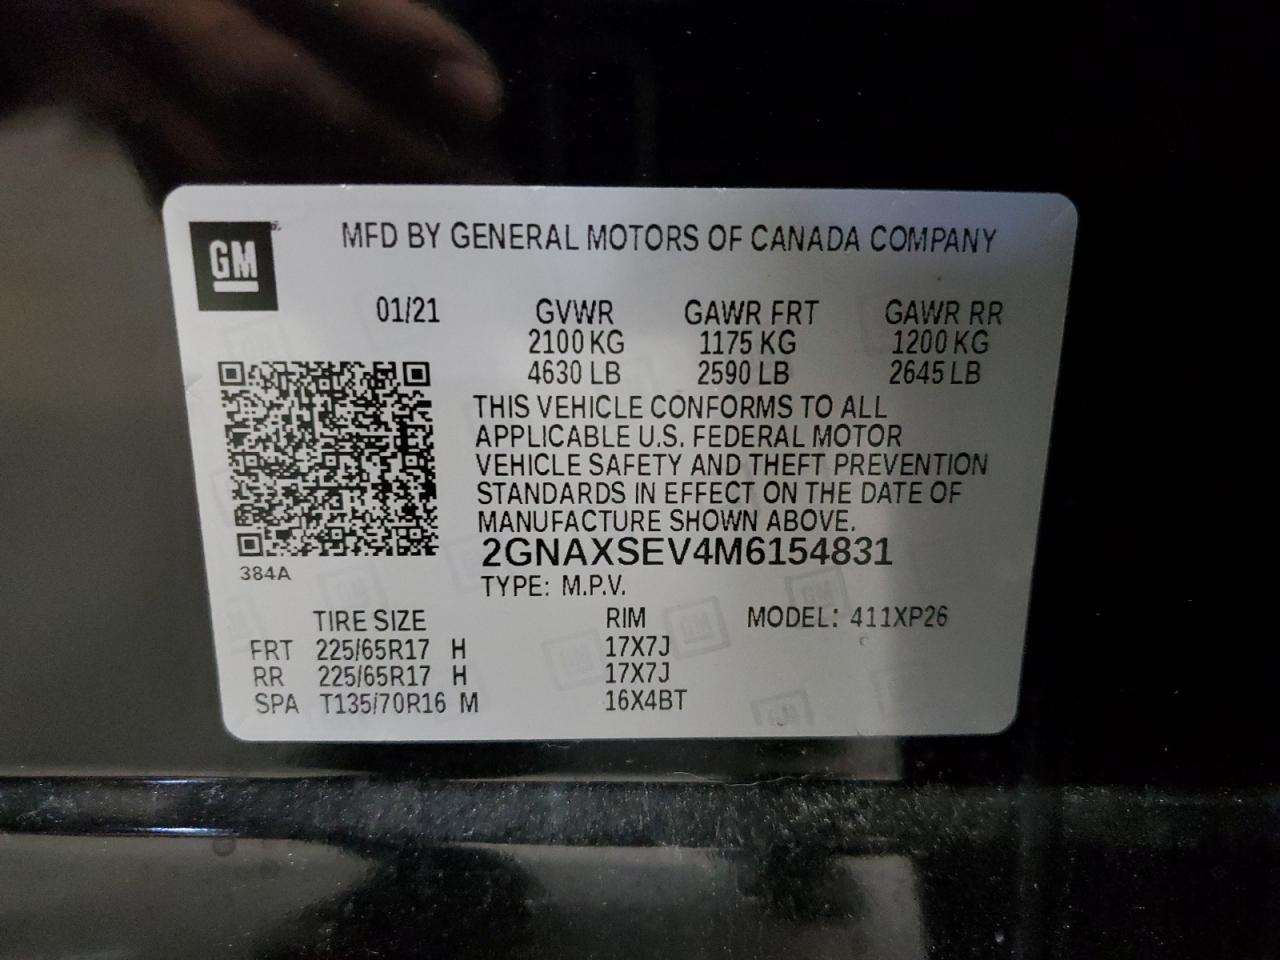 GM
MFD BY GENERAL MOTORS OF CANADA COMPANY
01/21
GVWR GAWR FRT GAWR RR
2100 KG 1175 KG 1200 KG
4630 LB 2590 LB 2645 LB
THIS VEHICLE CONFORMS TO ALL
APPLICABLE U.S. FEDERAL MOTOR
VEHICLE SAFETY AND THEFT PREVENTION
STANDARDS IN EFFECT ON THE DATE OF
MANUFACTURE SHOWN ABOVE.
2GNAXSEV4M6154831
384A
TYPE: M.P.V.
TIRE SIZE RIM MODEL: 411XP26
FRT 225/65R17 H 17X7J
RR 225/65R17 H 17X7J
SPA T135/70R16 M 16X4BT